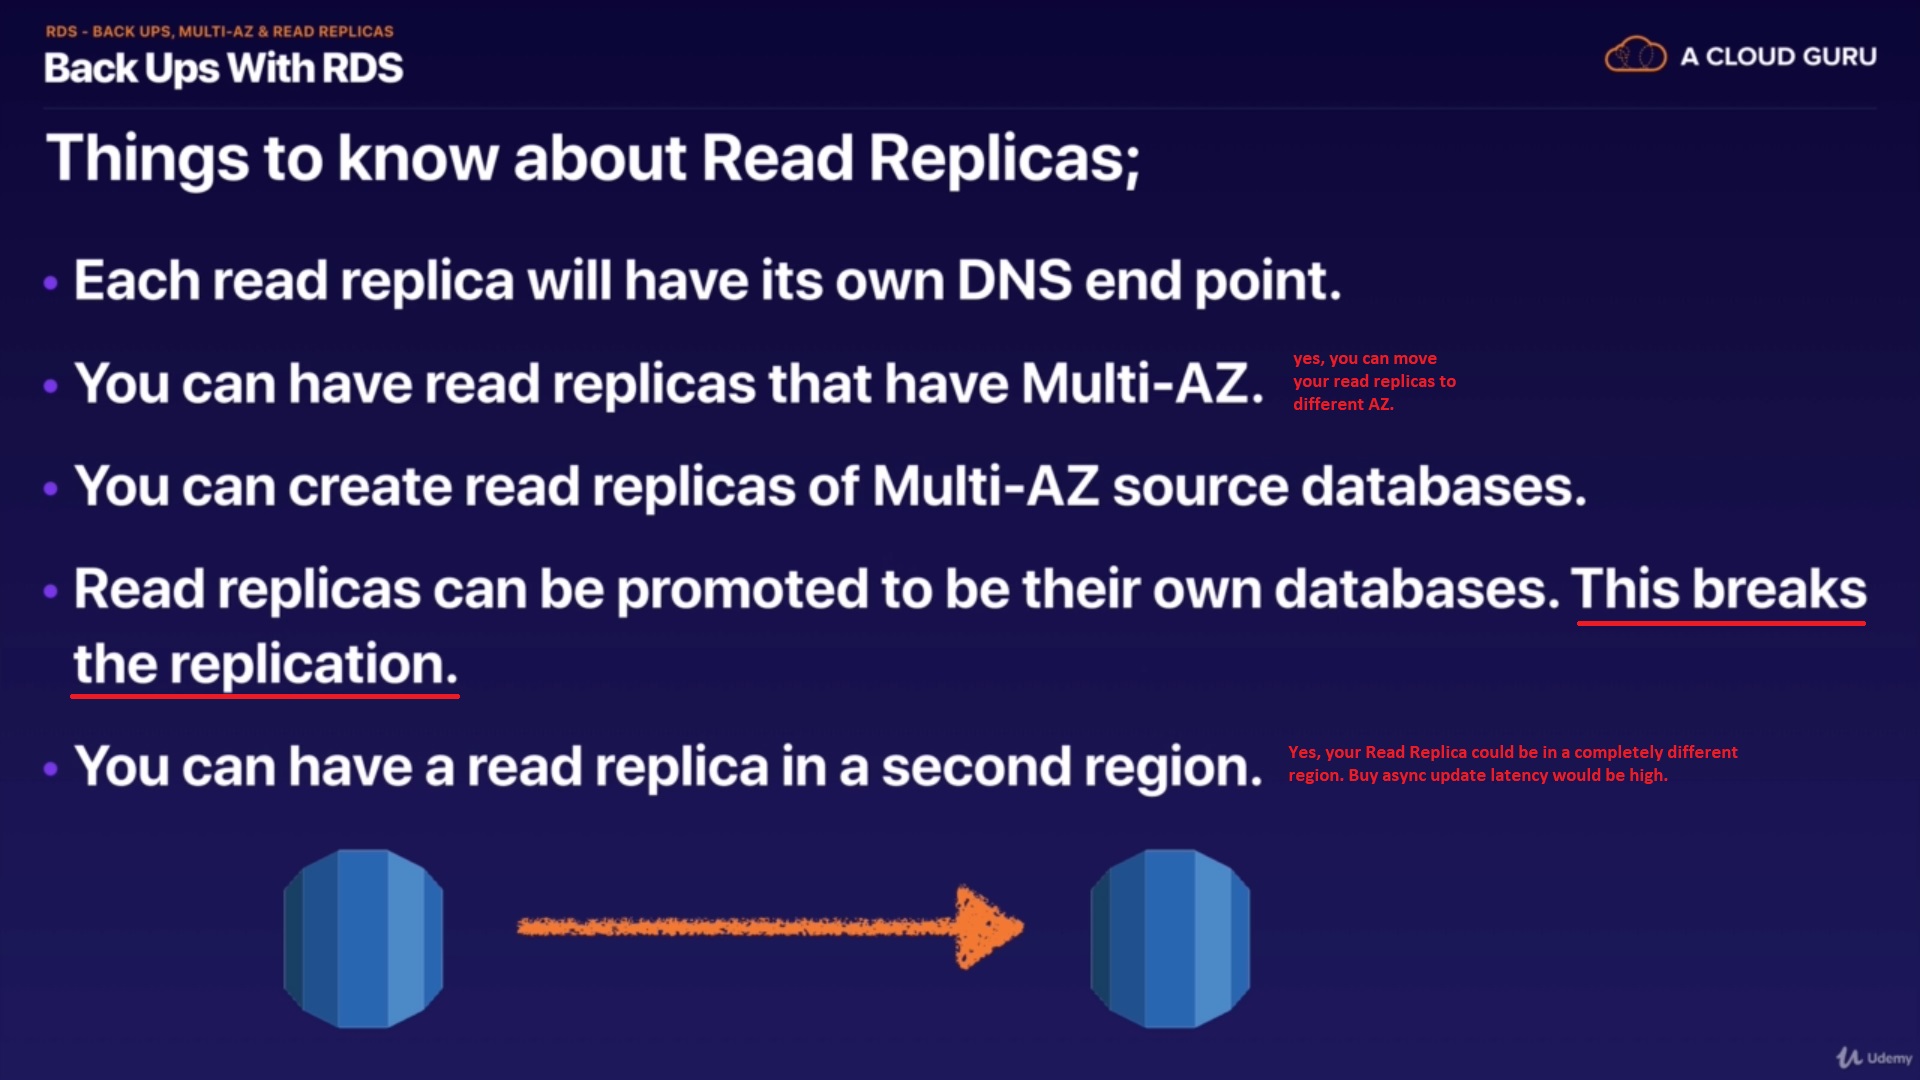 RDS - BACK UPS, MULTI-AZ & READ REPLICAS
Back Ups With RDS
A CLOUD GURU
Things to know about Read Replicas;
• Each read replica will have its own DNS end point.
• You can have read replicas that have Multi-AZ.
yes, you can move
your read replicas to
different AZ.
• You can create read replicas of Multi-AZ source databases.
• Read replicas can be promoted to be their own databases. This breaks
the replication.
• You can have a read replica in a second region.
Yes, your Read Replica could be in a completely different
region. Buy async update latency would be high.
Udemy